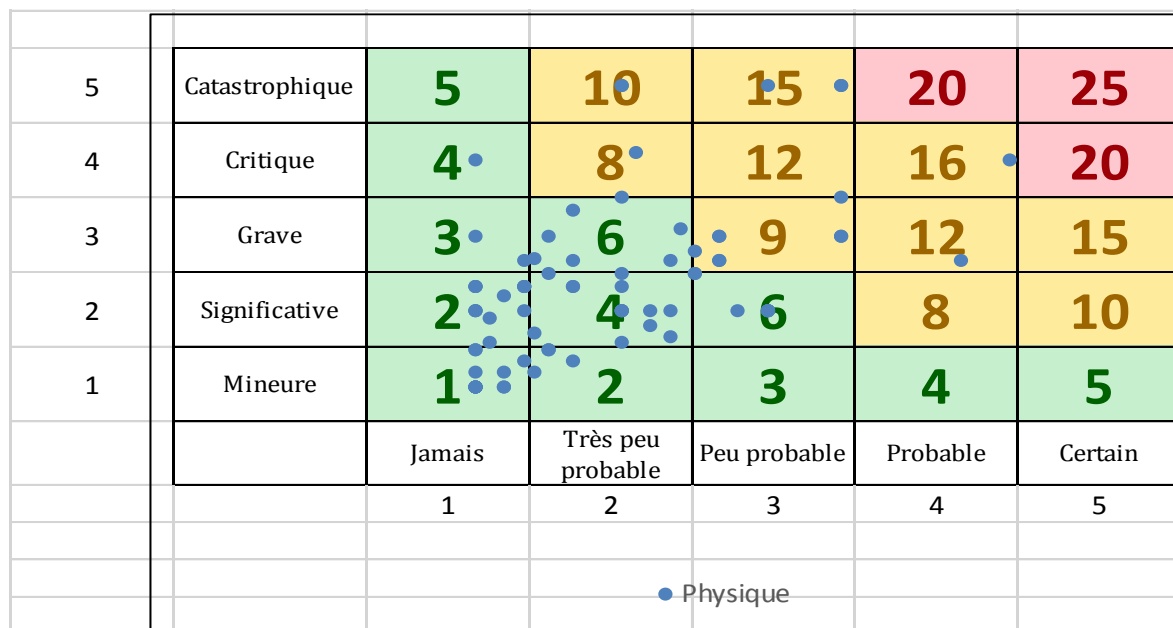 5 Catastrophique 5 10 15 20 25
4 Critique 4 8 12 16 20
3 Grave 3 6 9 12 15
2 Significative 2 4 6 8 10
1 Mineure 1 2 3 4 5
Jamais Très peu probable Peu probable Probable Certain
1 2 3 4 5
Physique